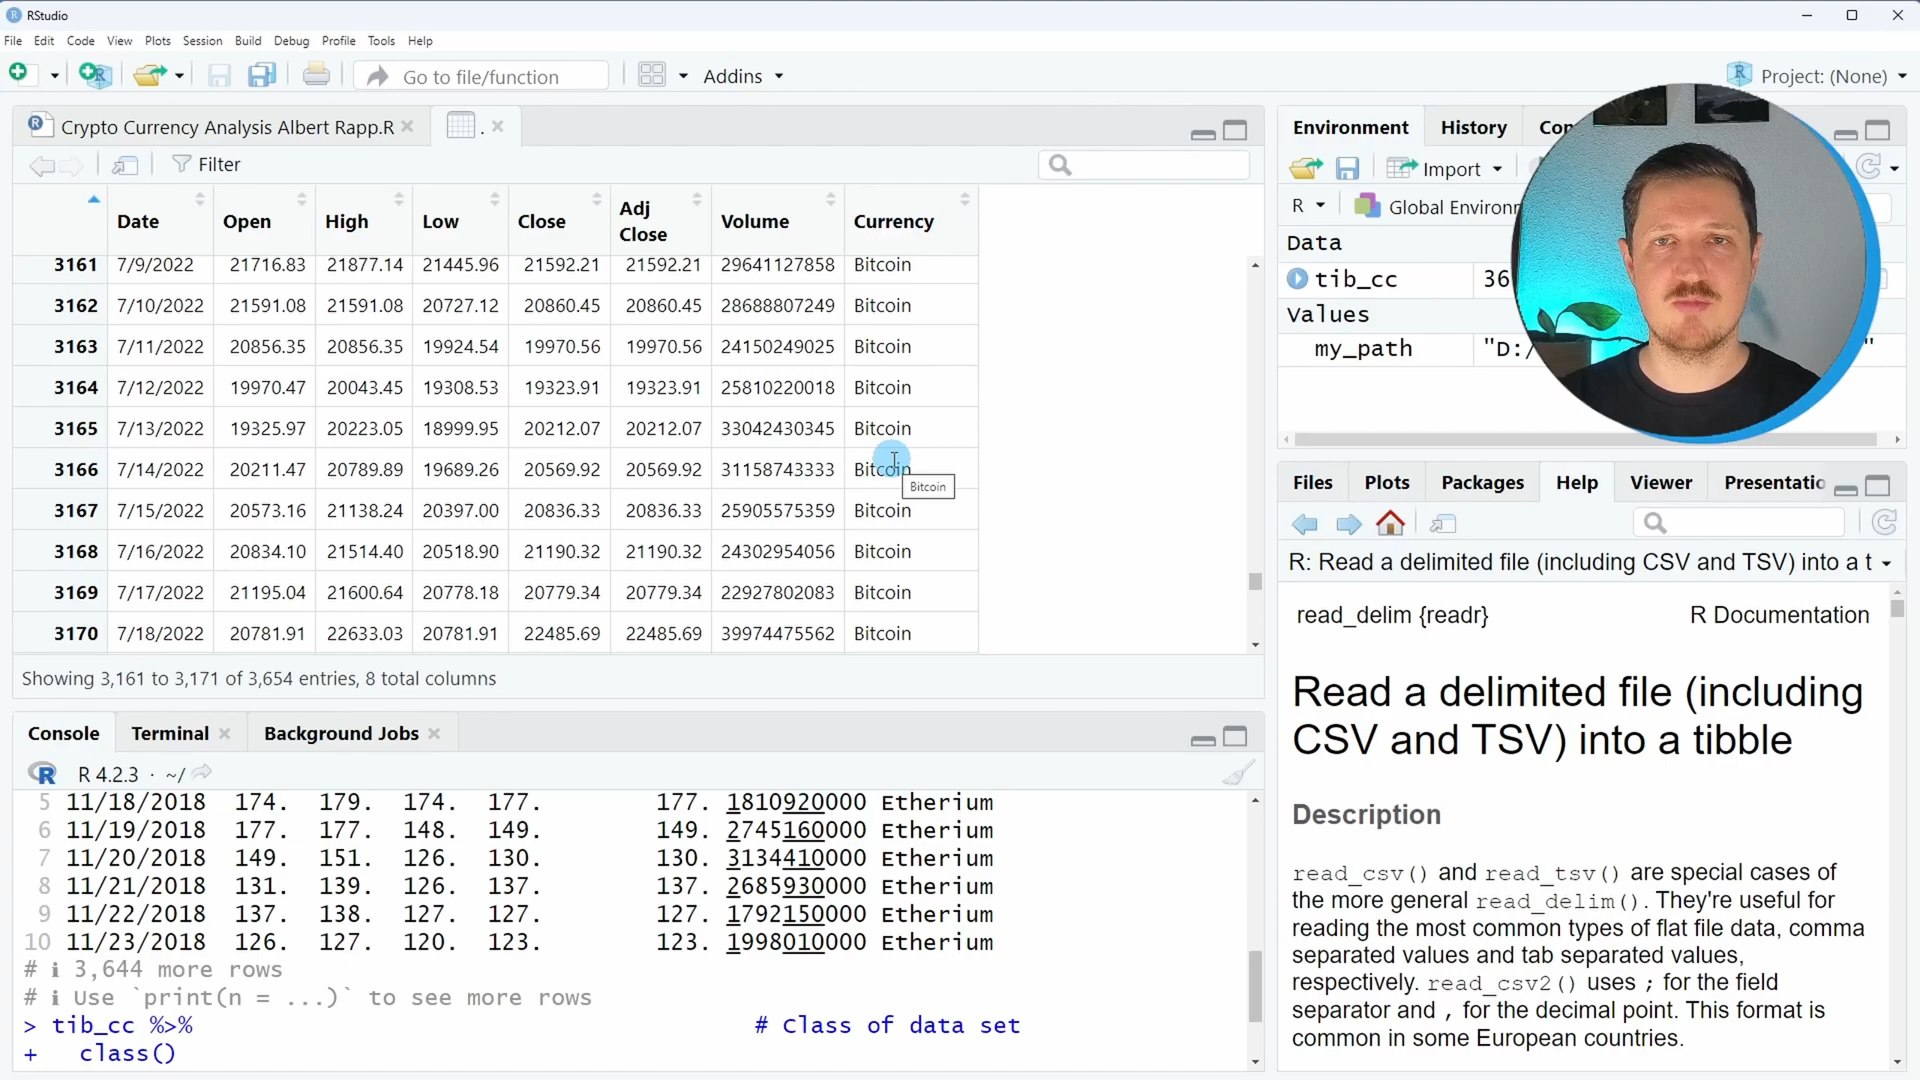 RStudio
File Edit Code View Plots Session Build Debug Profile Tools Help
Go to file/function Addins Project: (None)
Crypto Currency Analysis Albert Rapp.R .
Filter
Date Open High Low Close Adj Close Volume Currency
3161 7/9/2022 21716.83 21877.14 21445.96 21592.21 21592.21 29641127858 Bitcoin
3162 7/10/2022 21591.08 21591.08 20727.12 20860.45 20860.45 28688807249 Bitcoin
3163 7/11/2022 20856.35 20856.35 19924.54 19970.56 19970.56 24150249025 Bitcoin
3164 7/12/2022 19970.47 20043.45 19308.53 19323.91 19323.91 25810220018 Bitcoin
3165 7/13/2022 19325.97 20223.05 18999.95 20212.07 20212.07 33042430345 Bitcoin
3166 7/14/2022 20211.47 20789.89 19689.26 20569.92 20569.92 31158743333 Bitcoin
Bitcoin
3167 7/15/2022 20573.16 21138.24 20397.00 20836.33 20836.33 25905575359 Bitcoin
3168 7/16/2022 20834.10 21514.40 20518.90 21190.32 21190.32 24302954056 Bitcoin
3169 7/17/2022 21195.04 21600.64 20778.18 20779.34 20779.34 22927802083 Bitcoin
3170 7/18/2022 20781.91 22633.03 20781.91 22485.69 22485.69 39974475562 Bitcoin
Showing 3,161 to 3,171 of 3,654 entries, 8 total columns
Console Terminal Background Jobs
R 4.2.3 · ~/
5 11/18/2018 174. 179. 174. 177. 177. 1810920000 Etherium
6 11/19/2018 177. 177. 148. 149. 149. 2745160000 Etherium
7 11/20/2018 149. 151. 126. 130. 130. 3134410000 Etherium
8 11/21/2018 131. 139. 126. 137. 137. 2685930000 Etherium
9 11/22/2018 137. 138. 127. 127. 127. 1792150000 Etherium
10 11/23/2018 126. 127. 120. 123. 123. 1998010000 Etherium
# ℹ 3,644 more rows
# ℹ Use `print(n = ...)` to see more rows
> tib_cc %>% # Class of data set
+ class()
Environment History Con
Import
R Global Environm
Data
tib_cc 36
Values
my_path "D:/ "
Files Plots Packages Help Viewer Presentatio
R: Read a delimited file (including CSV and TSV) into a t
read_delim {readr} R Documentation
Read a delimited file (including
CSV and TSV) into a tibble
Description
read_csv() and read_tsv() are special cases of
the more general read_delim(). They're useful for
reading the most common types of flat file data, comma
separated values and tab separated values,
respectively. read_csv2() uses ; for the field
separator and , for the decimal point. This format is
common in some European countries.